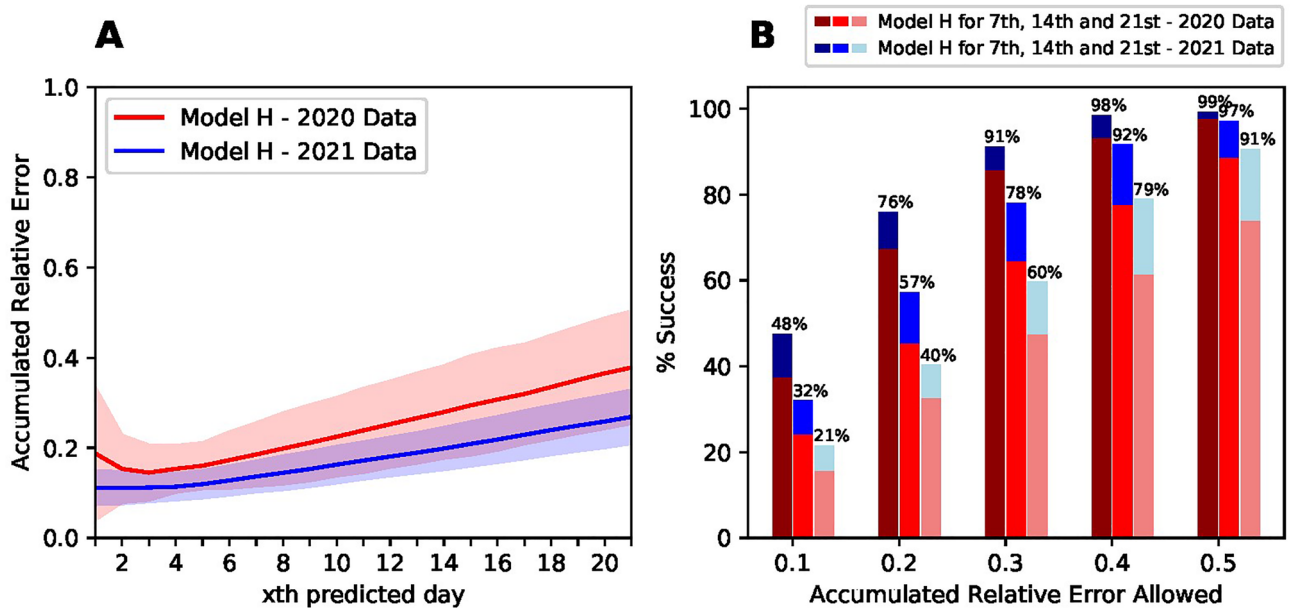 A
Accumulated Relative Error
1.0
0.8
0.6
0.4
0.2
0.0
Model H - 2020 Data
Model H - 2021 Data
2 4 6 8 10 12 14 16 18 20
xth predicted day
B
Model H for 7th, 14th and 21st - 2020 Data
Model H for 7th, 14th and 21st - 2021 Data
% Success
100
80
60
40
20
0
48%
32%
21%
76%
57%
40%
91%
78%
60%
98%
92%
79%
99%
97%
91%
0.1 0.2 0.3 0.4 0.5
Accumulated Relative Error Allowed